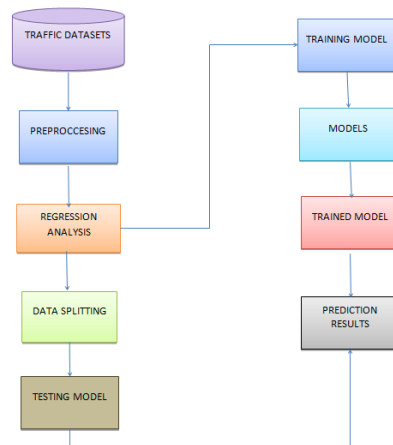 TRAFFIC DATASETS
PREPROCCESING
REGRESSION
ANALYSIS
DATA SPLITTING
TESTING MODEL
TRAINING MODEL
MODELS
TRAINED MODEL
PREDICTION
RESULTS